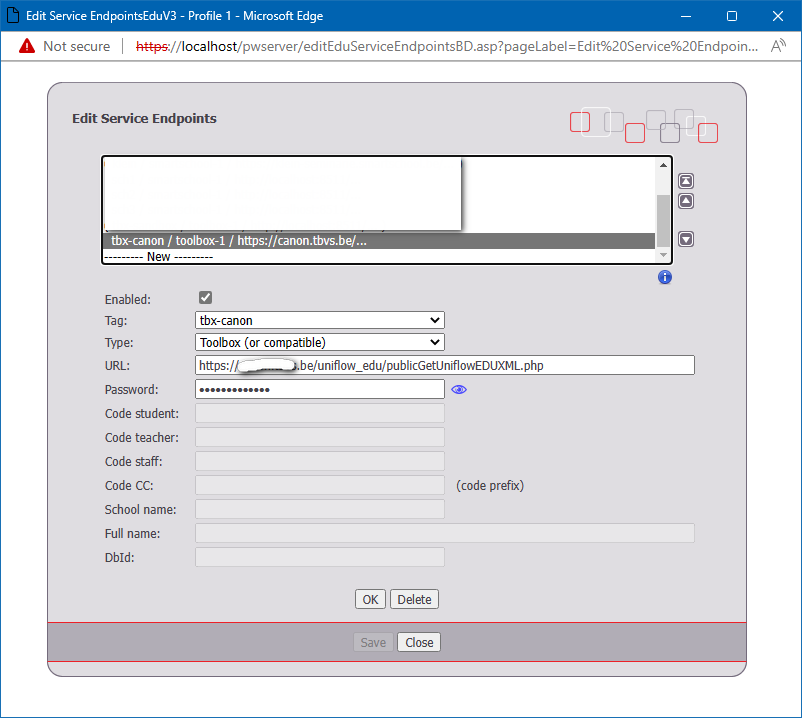 Edit Service EndpointsEduV3 - Profile 1 - Microsoft Edge
Not secure https://localhost/pwserver/editEduServiceEndpointsBD.asp?pageLabel=Edit%20Service%20Endpoin...
Edit Service Endpoints
tbx-canon / toolbox-1 / https://canon.tbvs.be/...
--------- New ---------
Enabled:
Tag: tbx-canon
Type: Toolbox (or compatible)
URL: https:// .be/uniflow_edu/publicGetUniflowEDUXML.php
Password: •••••••••••••
Code student:
Code teacher:
Code staff:
Code CC: (code prefix)
School name:
Full name:
DbId:
OK Delete
Save Close